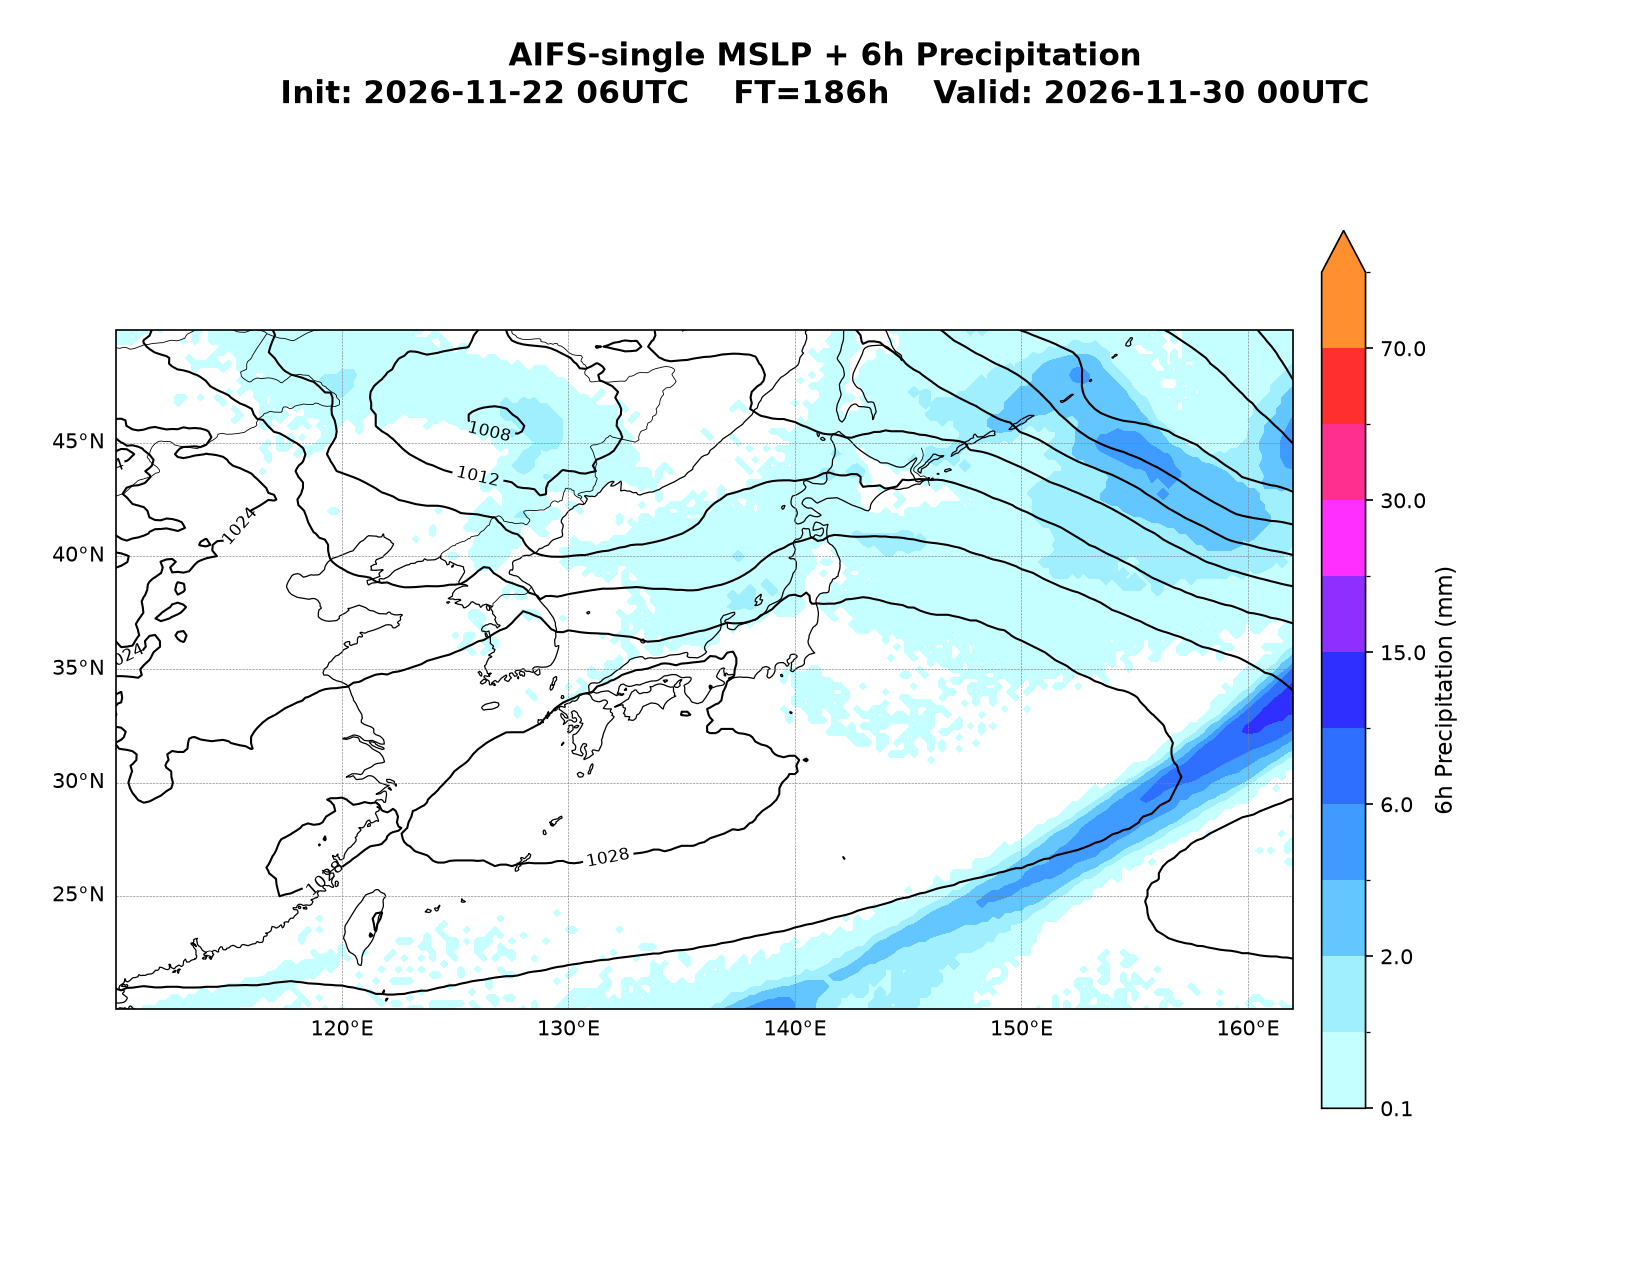 AIFS-single MSLP + 6h Precipitation
Init: 2026-11-22 06UTC    FT=186h    Valid: 2026-11-30 00UTC
45°N
40°N
35°N
30°N
25°N
120°E
130°E
140°E
150°E
160°E
1008
1012
1024
024
1028
1028
70.0
30.0
15.0
6.0
2.0
0.1
6h Precipitation (mm)